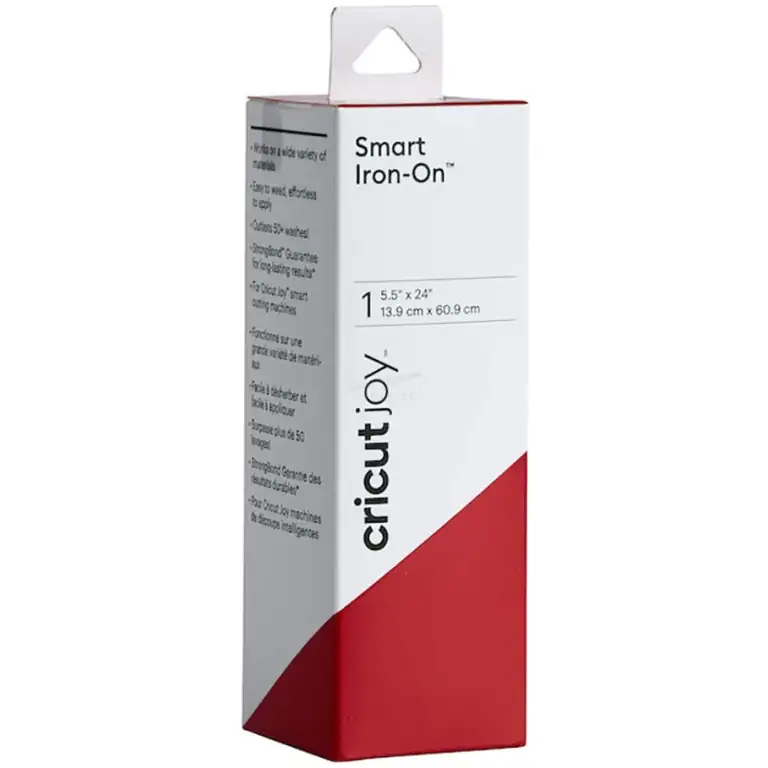 Smart
Iron-On™
1 5.5" x 24"
13.9 cm x 60.9 cm
cricut joy™
• Works on a wide variety of
materials
• Easy to weed, effortless
to apply
• Outlasts 50+ washes!
• StrongBond™ Guarantee
for long-lasting results*
• For Cricut Joy™ smart
cutting machines
• Fonctionne sur une
grande variété de matéri-
aux
• Facile à désherber et
facile à appliquer
• Surpasse plus de 50
lavages!
• StrongBond Garantie des
résultats durables*
• Pour Cricut Joy machines
de découpe intelligentes